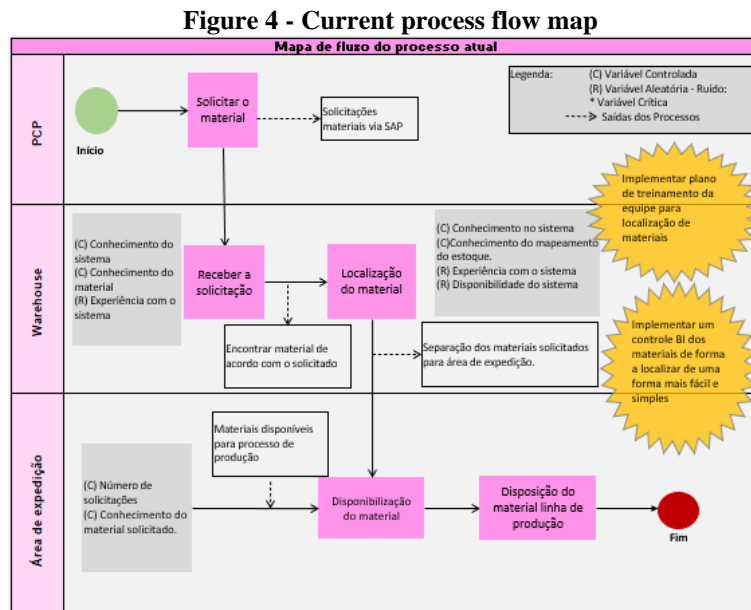 Figure 4 - Current process flow map
Mapa de fluxo do processo atual
PCP
Início
Solicitar o
material
Solicitações
materiais via SAP
Legenda: (C) Variável Controlada
(R) Variável Aleatória - Ruído:
* Variável Crítica
Saídas dos Processos
Implementar plano
de treinamento da
equipe para
localização de
materiais
Warehouse
(C) Conhecimento do
sistema
(C) Conhecimento do
material
(R) Experiência com o
sistema
Receber a
solicitação
Localização
do material
(C) Conhecimento no sistema
(C)Conhecimento do mapeamento
do estoque.
(R) Experiência com o sistema
(R) Disponibilidade do sistema
Encontrar material de
acordo com o solicitado
Separação dos materiais solicitados
para área de expedição.
Implementar um
controle BI dos
materiais de forma
a localizar de uma
forma mais fácil e
simples
Área de expedição
Materiais disponíveis
para processo de
produção
(C) Número de
solicitações
(C) Conhecimento do
material solicitado.
Disponibilização
do material
Disposição do
material linha de
produção
Fim